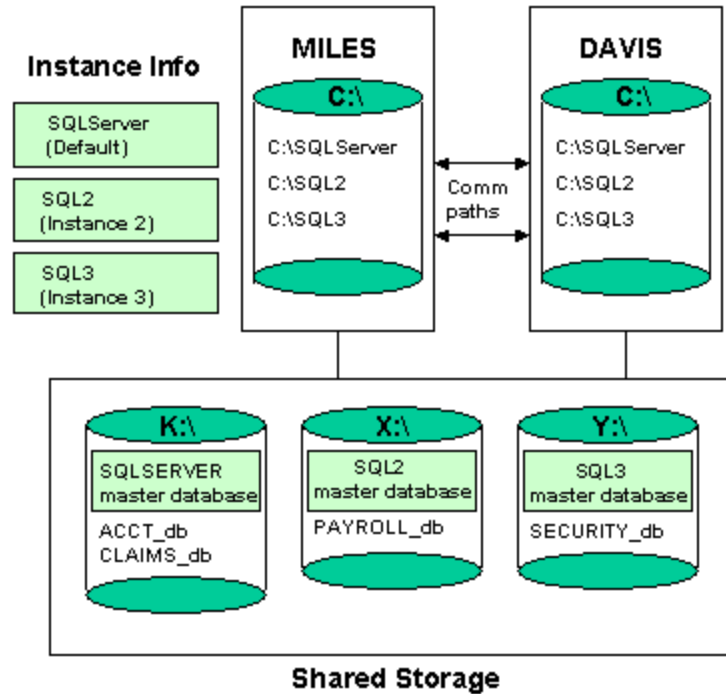 Instance Info
SQLServer
(Default)
SQL2
(Instance 2)
SQL3
(Instance 3)
MILES
C:\
C:\SQLServer
C:\SQL2
C:\SQL3
Comm
paths
DAVIS
C:\
C:\SQLServer
C:\SQL2
C:\SQL3
K:\
SQLSERVER
master database
ACCT_db
CLAIMS_db
X:\
SQL2
master database
PAYROLL_db
Y:\
SQL3
master database
SECURITY_db
Shared Storage